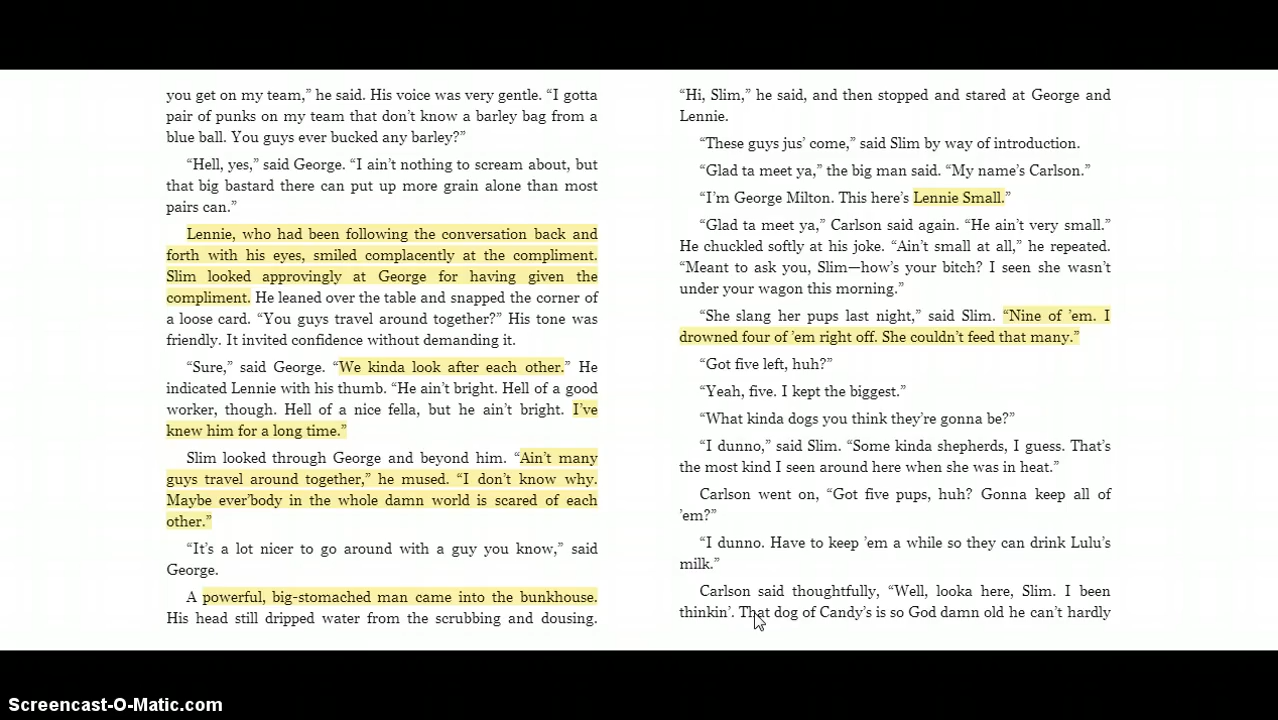 you get on my team,” he said. His voice was very gentle. “I gotta
pair of punks on my team that don’t know a barley bag from a
blue ball. You guys ever bucked any barley?”
“Hell, yes,” said George. “I ain’t nothing to scream about, but
that big bastard there can put up more grain alone than most
pairs can.”
Lennie, who had been following the conversation back and
forth with his eyes, smiled complacently at the compliment.
Slim looked approvingly at George for having given the
compliment. He leaned over the table and snapped the corner of
a loose card. “You guys travel around together?” His tone was
friendly. It invited confidence without demanding it.
“Sure,” said George. “We kinda look after each other.” He
indicated Lennie with his thumb. “He ain’t bright. Hell of a good
worker, though. Hell of a nice fella, but he ain’t bright. I’ve
knew him for a long time.”
Slim looked through George and beyond him. “Ain’t many
guys travel around together,” he mused. “I don’t know why.
Maybe ever’body in the whole damn world is scared of each
other.”
“It’s a lot nicer to go around with a guy you know,” said
George.
A powerful, big-stomached man came into the bunkhouse.
His head still dripped water from the scrubbing and dousing.
“Hi, Slim,” he said, and then stopped and stared at George and
Lennie.
“These guys jus’ come,” said Slim by way of introduction.
“Glad ta meet ya,” the big man said. “My name’s Carlson.”
“I’m George Milton. This here’s Lennie Small.”
“Glad ta meet ya,” Carlson said again. “He ain’t very small.”
He chuckled softly at his joke. “Ain’t small at all,” he repeated.
“Meant to ask you, Slim—how’s your bitch? I seen she wasn’t
under your wagon this morning.”
“She slang her pups last night,” said Slim. “Nine of ’em. I
drowned four of ’em right off. She couldn’t feed that many.”
“Got five left, huh?”
“Yeah, five. I kept the biggest.”
“What kinda dogs you think they’re gonna be?”
“I dunno,” said Slim. “Some kinda shepherds, I guess. That’s
the most kind I seen around here when she was in heat.”
Carlson went on, “Got five pups, huh? Gonna keep all of
’em?”
“I dunno. Have to keep ’em a while so they can drink Lulu’s
milk.”
Carlson said thoughtfully, “Well, looka here, Slim. I been
thinkin’. That dog of Candy’s is so God damn old he can’t hardly
Screencast-O-Matic.com